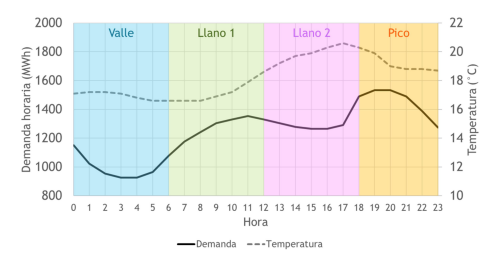 Valle Llano 1 Llano 2 Pico
Demanda horaria (MWh)
2000
1800
1600
1400
1200
1000
800
22
20
18
16
14
12
10
Temperatura (°C)
0 1 2 3 4 5 6 7 8 9 10 11 12 13 14 15 16 17 18 19 20 21 22 23
Hora
Demanda Temperatura